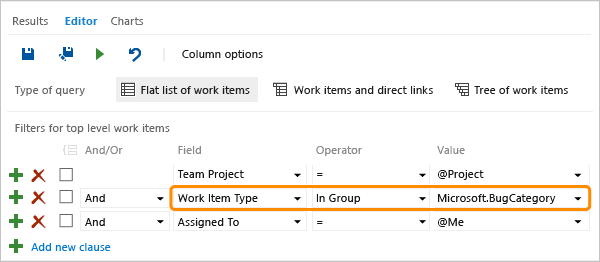 Results Editor Charts
Column options
Type of query Flat list of work items Work items and direct links Tree of work items
Filters for top level work items
And/Or Field Operator Value
Team Project = @Project
And Work Item Type In Group Microsoft.BugCategory
And Assigned To = @Me
Add new clause